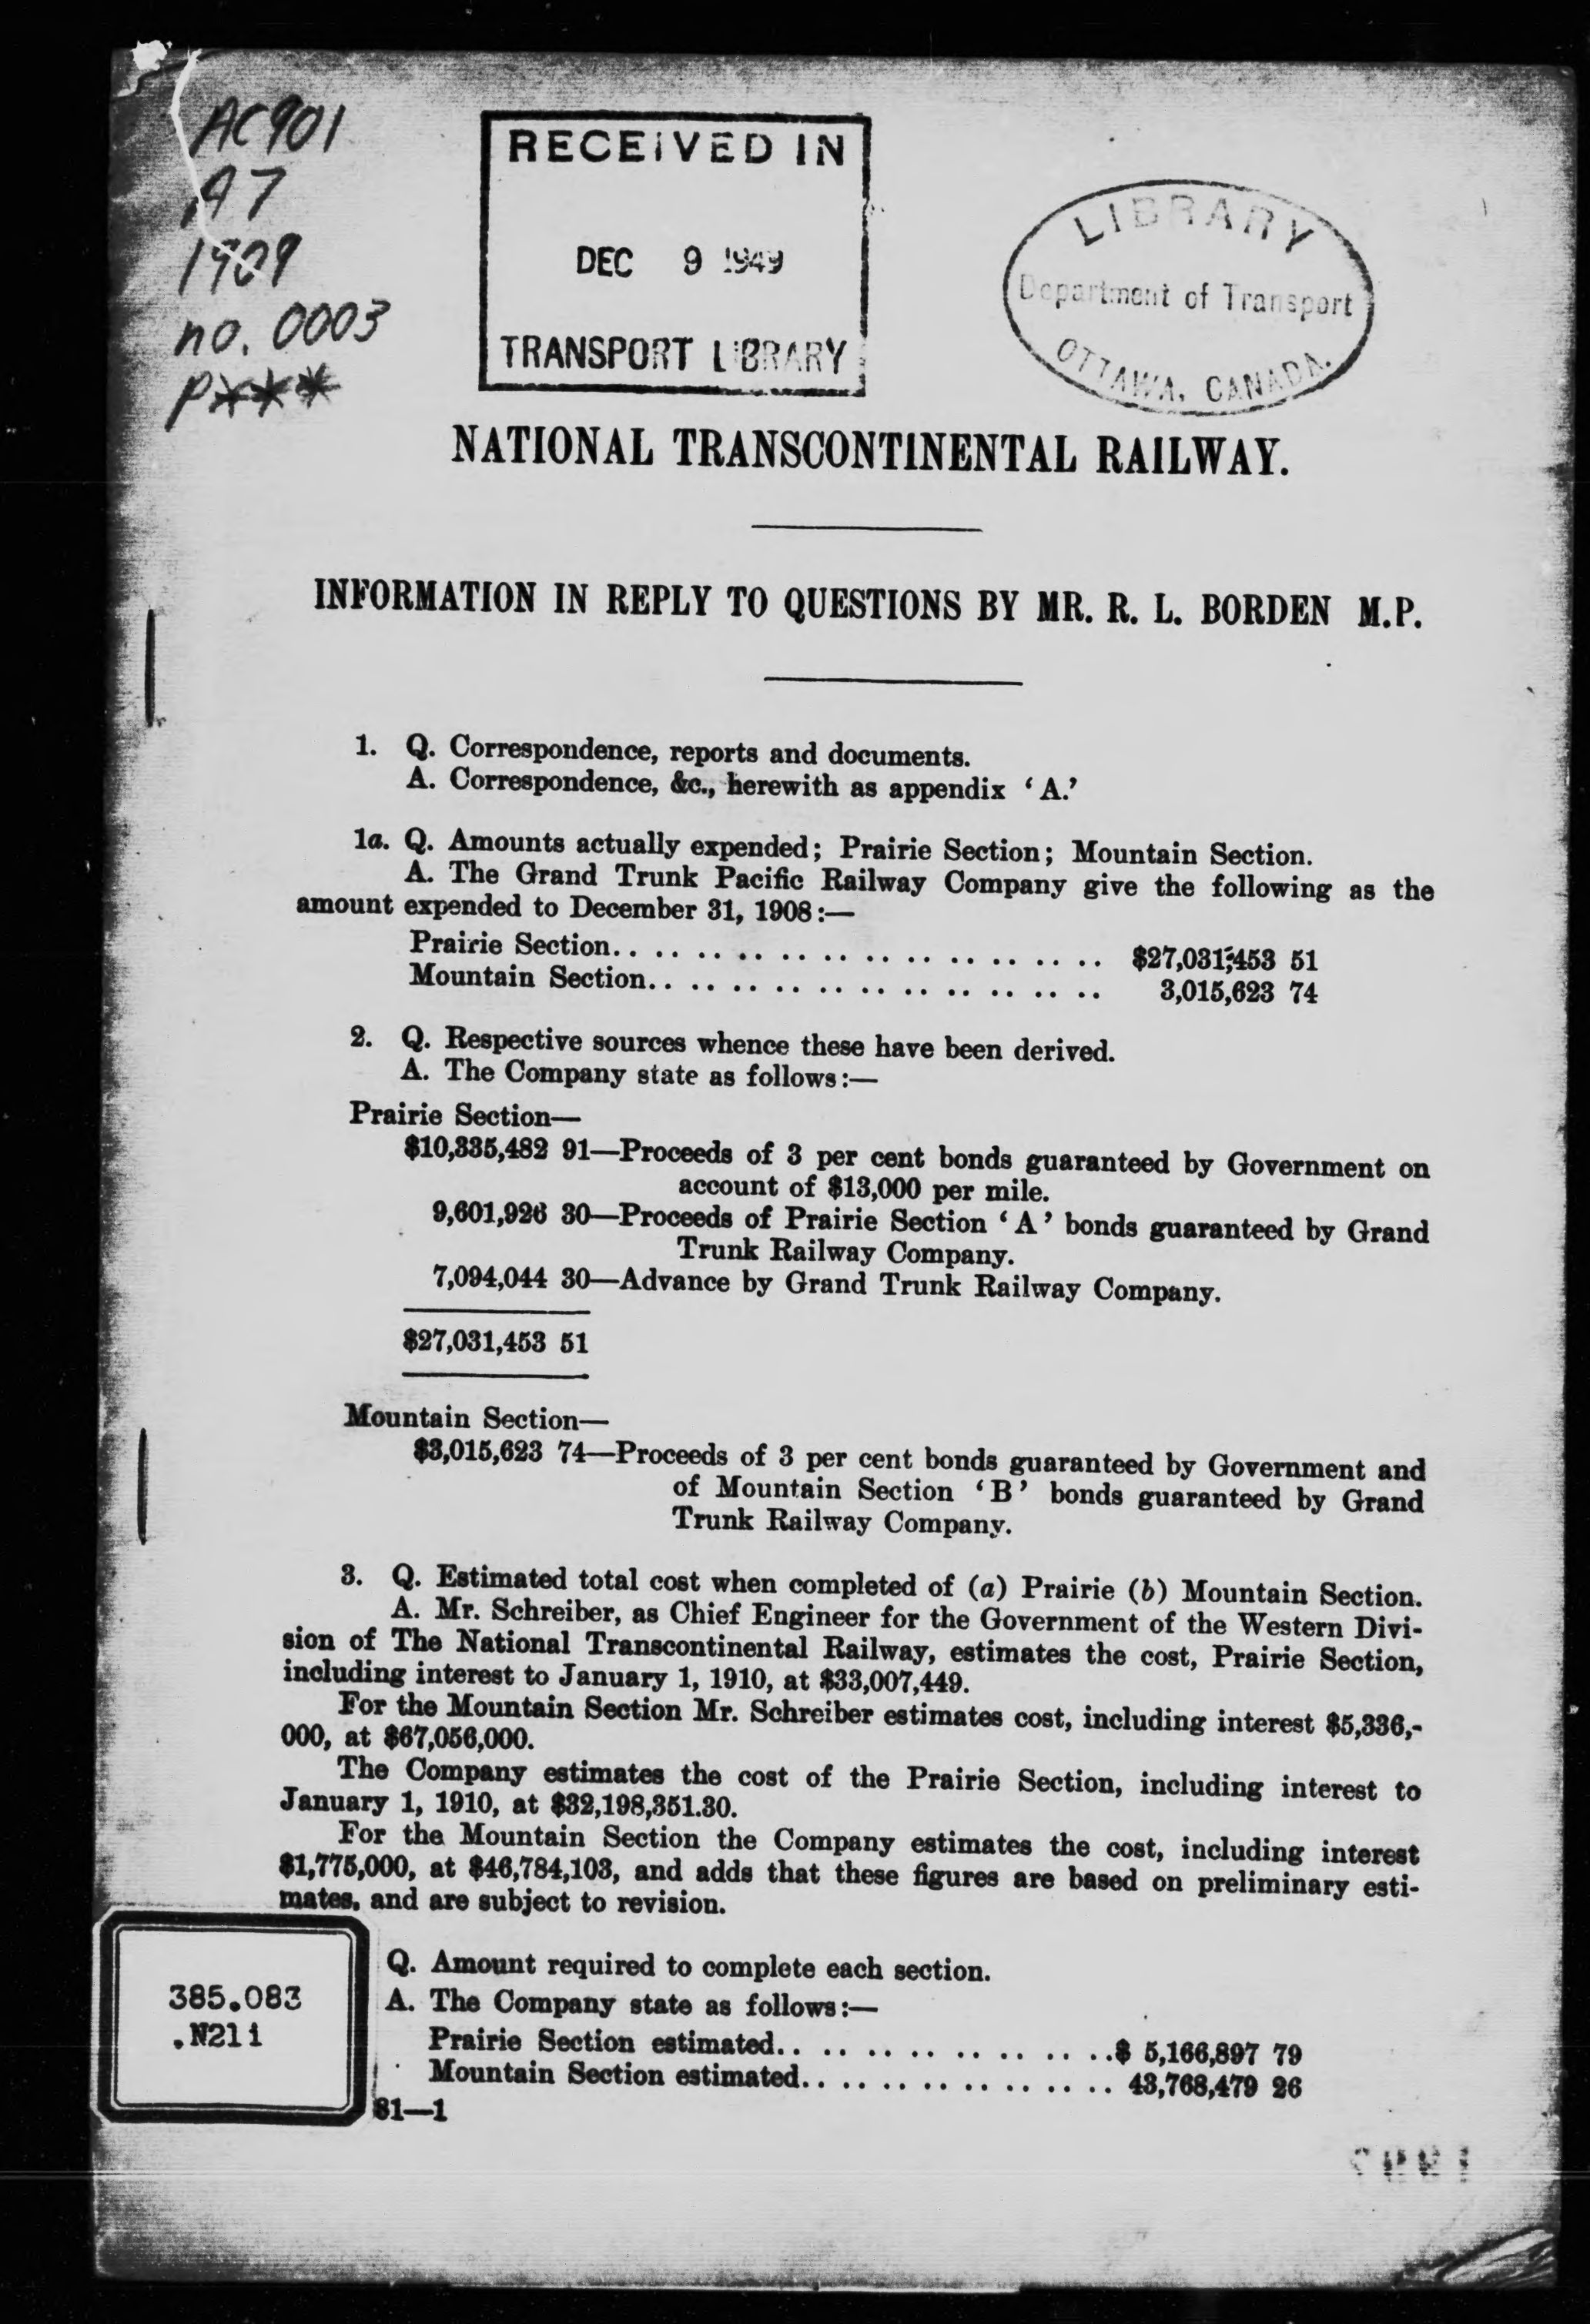 AC901
A7
1909
no. 0003
p***
RECEIVED IN
DEC 9 1949
TRANSPORT LIBRARY
LIBRARY
Department of Transport
OTTAWA, CANADA.
NATIONAL TRANSCONTINENTAL RAILWAY.
INFORMATION IN REPLY TO QUESTIONS BY MR. R. L. BORDEN M.P.
1. Q. Correspondence, reports and documents.
A. Correspondence, &c., herewith as appendix ‘A.’
1a. Q. Amounts actually expended; Prairie Section; Mountain Section.
A. The Grand Trunk Pacific Railway Company give the following as the
amount expended to December 31, 1908:—
Prairie Section.. .. .. .. .. .. .. .. .. .. .. .. $27,031,453 51
Mountain Section.. .. .. .. .. .. .. .. .. .. .. 3,015,623 74
2. Q. Respective sources whence these have been derived.
A. The Company state as follows:—
Prairie Section—
$10,335,482 91—Proceeds of 3 per cent bonds guaranteed by Government on
account of $13,000 per mile.
9,601,926 30—Proceeds of Prairie Section ‘A’ bonds guaranteed by Grand
Trunk Railway Company.
7,094,044 30—Advance by Grand Trunk Railway Company.
$27,031,453 51
Mountain Section—
$3,015,623 74—Proceeds of 3 per cent bonds guaranteed by Government and
of Mountain Section ‘B’ bonds guaranteed by Grand
Trunk Railway Company.
3. Q. Estimated total cost when completed of (a) Prairie (b) Mountain Section.
A. Mr. Schreiber, as Chief Engineer for the Government of the Western Divi-
sion of The National Transcontinental Railway, estimates the cost, Prairie Section,
including interest to January 1, 1910, at $33,007,449.
For the Mountain Section Mr. Schreiber estimates cost, including interest $5,336,-
000, at $67,056,000.
The Company estimates the cost of the Prairie Section, including interest to
January 1, 1910, at $32,198,351.30.
For the Mountain Section the Company estimates the cost, including interest
$1,775,000, at $46,784,103, and adds that these figures are based on preliminary esti-
mates, and are subject to revision.
Q. Amount required to complete each section.
A. The Company state as follows:—
Prairie Section estimated.. .. .. .. .. .. .. .. ..$ 5,166,897 79
Mountain Section estimated.. .. .. .. .. .. .. .. 43,768,479 26
81—1
385.083
.N21i